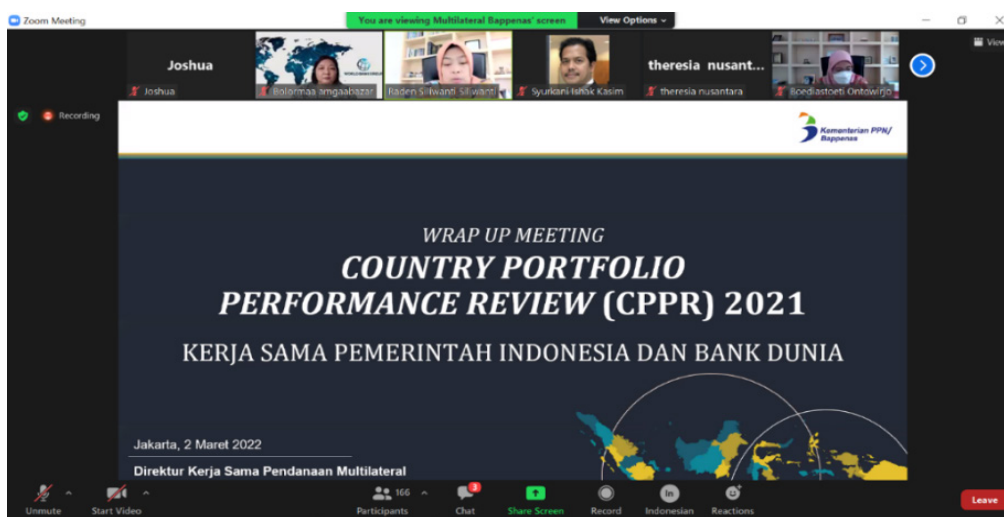 Zoom Meeting
You are viewing Multilateral Bappenas' screen
View Options
View
Joshua
theresia nusant...
Joshua
Bolormaa amgaabazar
Raden Siliwanti Siliwanti
Syurkani Ishak Kasim
theresia nusantara
Boediastoeti Ontowirjo
Recording
Kementerian PPN/
Bappenas
WRAP UP MEETING
COUNTRY PORTFOLIO
PERFORMANCE REVIEW (CPPR) 2021
KERJA SAMA PEMERINTAH INDONESIA DAN BANK DUNIA
Jakarta, 2 Maret 2022
Direktur Kerja Sama Pendanaan Multilateral
166
3
In
Unmute
Start Video
Participants
Chat
Share Screen
Record
Indonesian
Reactions
Leave